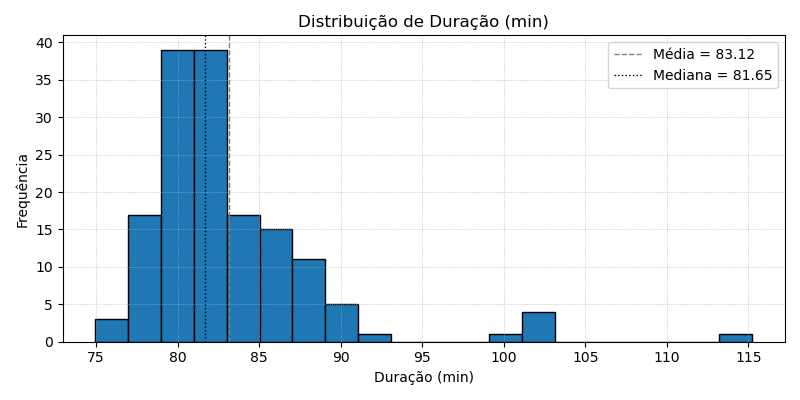 Distribuição de Duração (min)
Média = 83.12
Mediana = 81.65
Frequência
40
35
30
25
20
15
10
5
0
75 80 85 90 95 100 105 110 115
Duração (min)